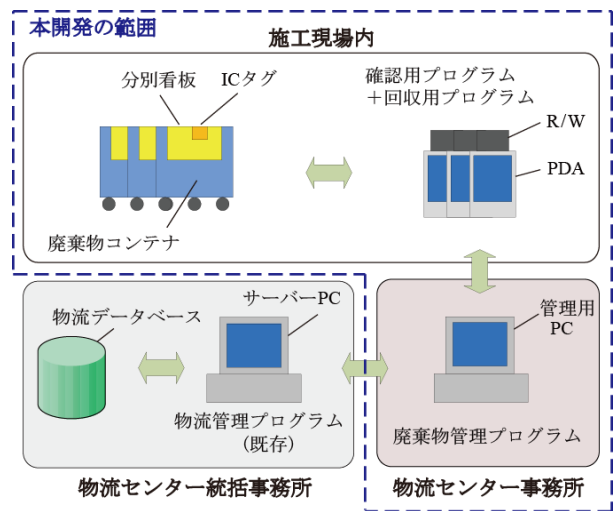 本開発の範囲
施工現場内
分別看板
ICタグ
確認用プログラム
＋回収用プログラム
R/W
PDA
廃棄物コンテナ
物流データベース
サーバーPC
物流管理プログラム
(既存)
管理用
PC
廃棄物管理プログラム
物流センター統括事務所
物流センター事務所